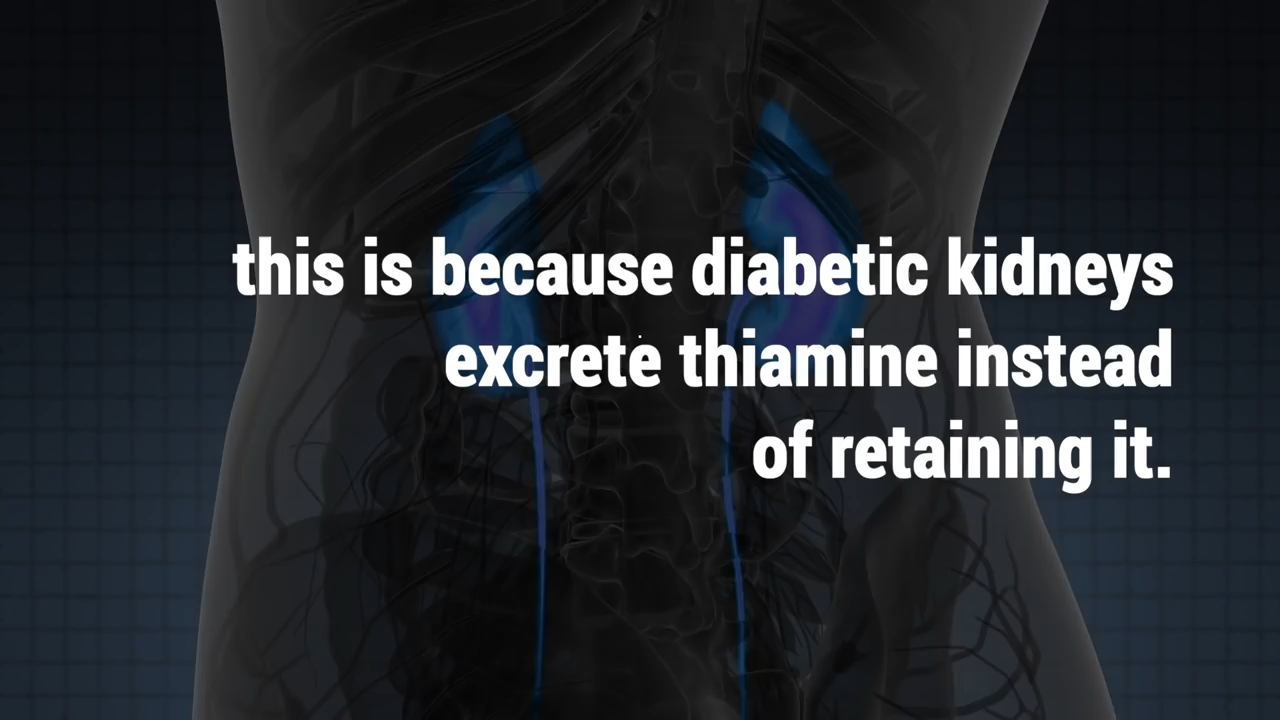 this is because diabetic kidneys
excrete thiamine instead
of retaining it.